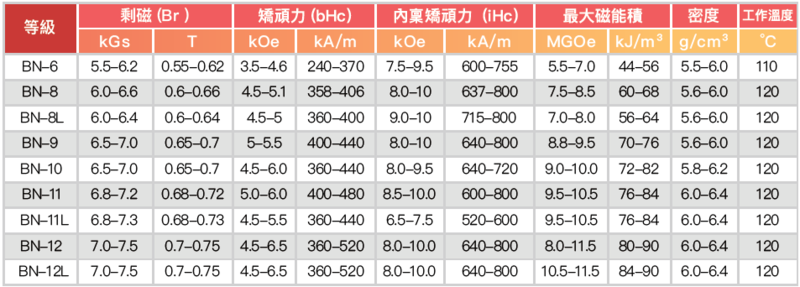 等級 剩磁 (Br) 矯頑力 (bHc) 內稟矯頑力 (iHc) 最大磁能積 密度 工作溫度
kGs T kOe kA/m kOe kA/m MGOe kJ/m³ g/cm³ °C
BN–6 5.5–6.2 0.55–0.62 3.5–4.6 240–370 7.5–9.5 600–755 5.5–7.0 44–56 5.5–6.0 110
BN–8 6.0–6.6 0.6–0.66 4.5–5.1 358–406 8.0–10 637–800 7.5–8.5 60–68 5.6–6.0 120
BN–8L 6.0–6.4 0.6–0.64 4.5–5 360–400 9.0–10 715–800 7.0–8.0 56–64 5.6–6.0 120
BN–9 6.5–7.0 0.65–0.7 5–5.5 400–440 8.0–10 640–800 8.8–9.5 70–76 5.6–6.0 120
BN–10 6.5–7.0 0.65–0.7 4.5–6.0 360–440 8.0–9.5 640–720 9.0–10.0 72–82 5.8–6.2 120
BN–11 6.8–7.2 0.68–0.72 5.0–6.0 400–480 8.5–10.0 600–800 9.5–10.5 76–84 6.0–6.4 120
BN–11L 6.8–7.3 0.68–0.73 4.5–5.5 360–440 6.5–7.5 520–600 9.5–10.5 76–84 6.0–6.4 120
BN–12 7.0–7.5 0.7–0.75 4.5–6.5 360–520 8.0–10.0 640–800 8.0–11.5 80–90 6.0–6.4 120
BN–12L 7.0–7.5 0.7–0.75 4.5–6.5 360–520 8.0–10.0 640–800 10.5–11.5 84–90 6.0–6.4 120